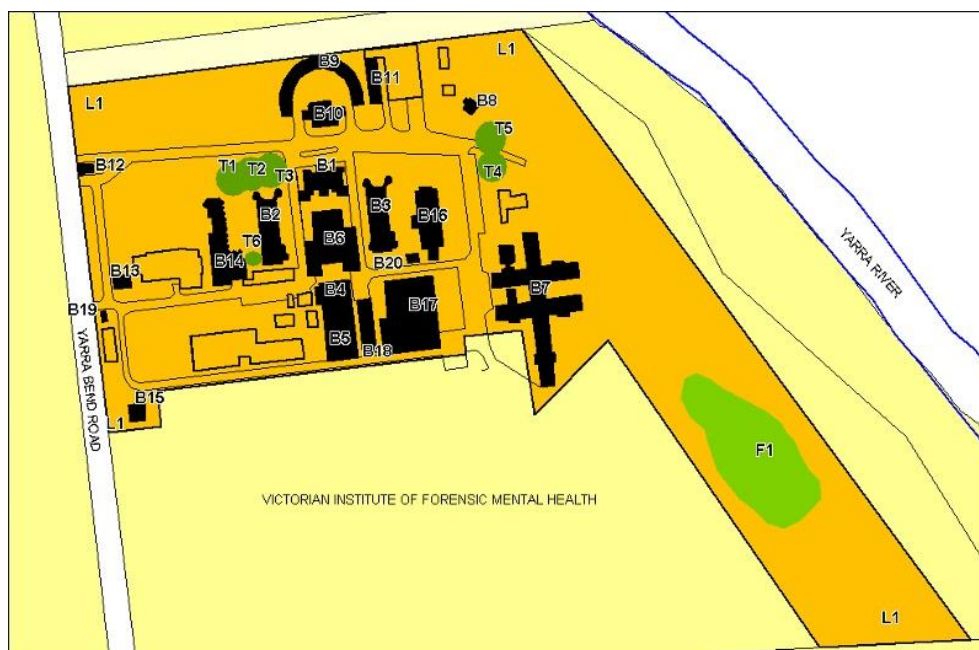 L1
B9
B11
L1
B10
B8
T5
B12
T1
T2
T3
B1
T4
B2
B3
B16
T6
B6
B14
B20
B13
B7
B4
B17
B19
B5
B18
B15
L1
F1
L1
YARRA RIVER
YARRA BEND ROAD
VICTORIAN INSTITUTE OF FORENSIC MENTAL HEALTH